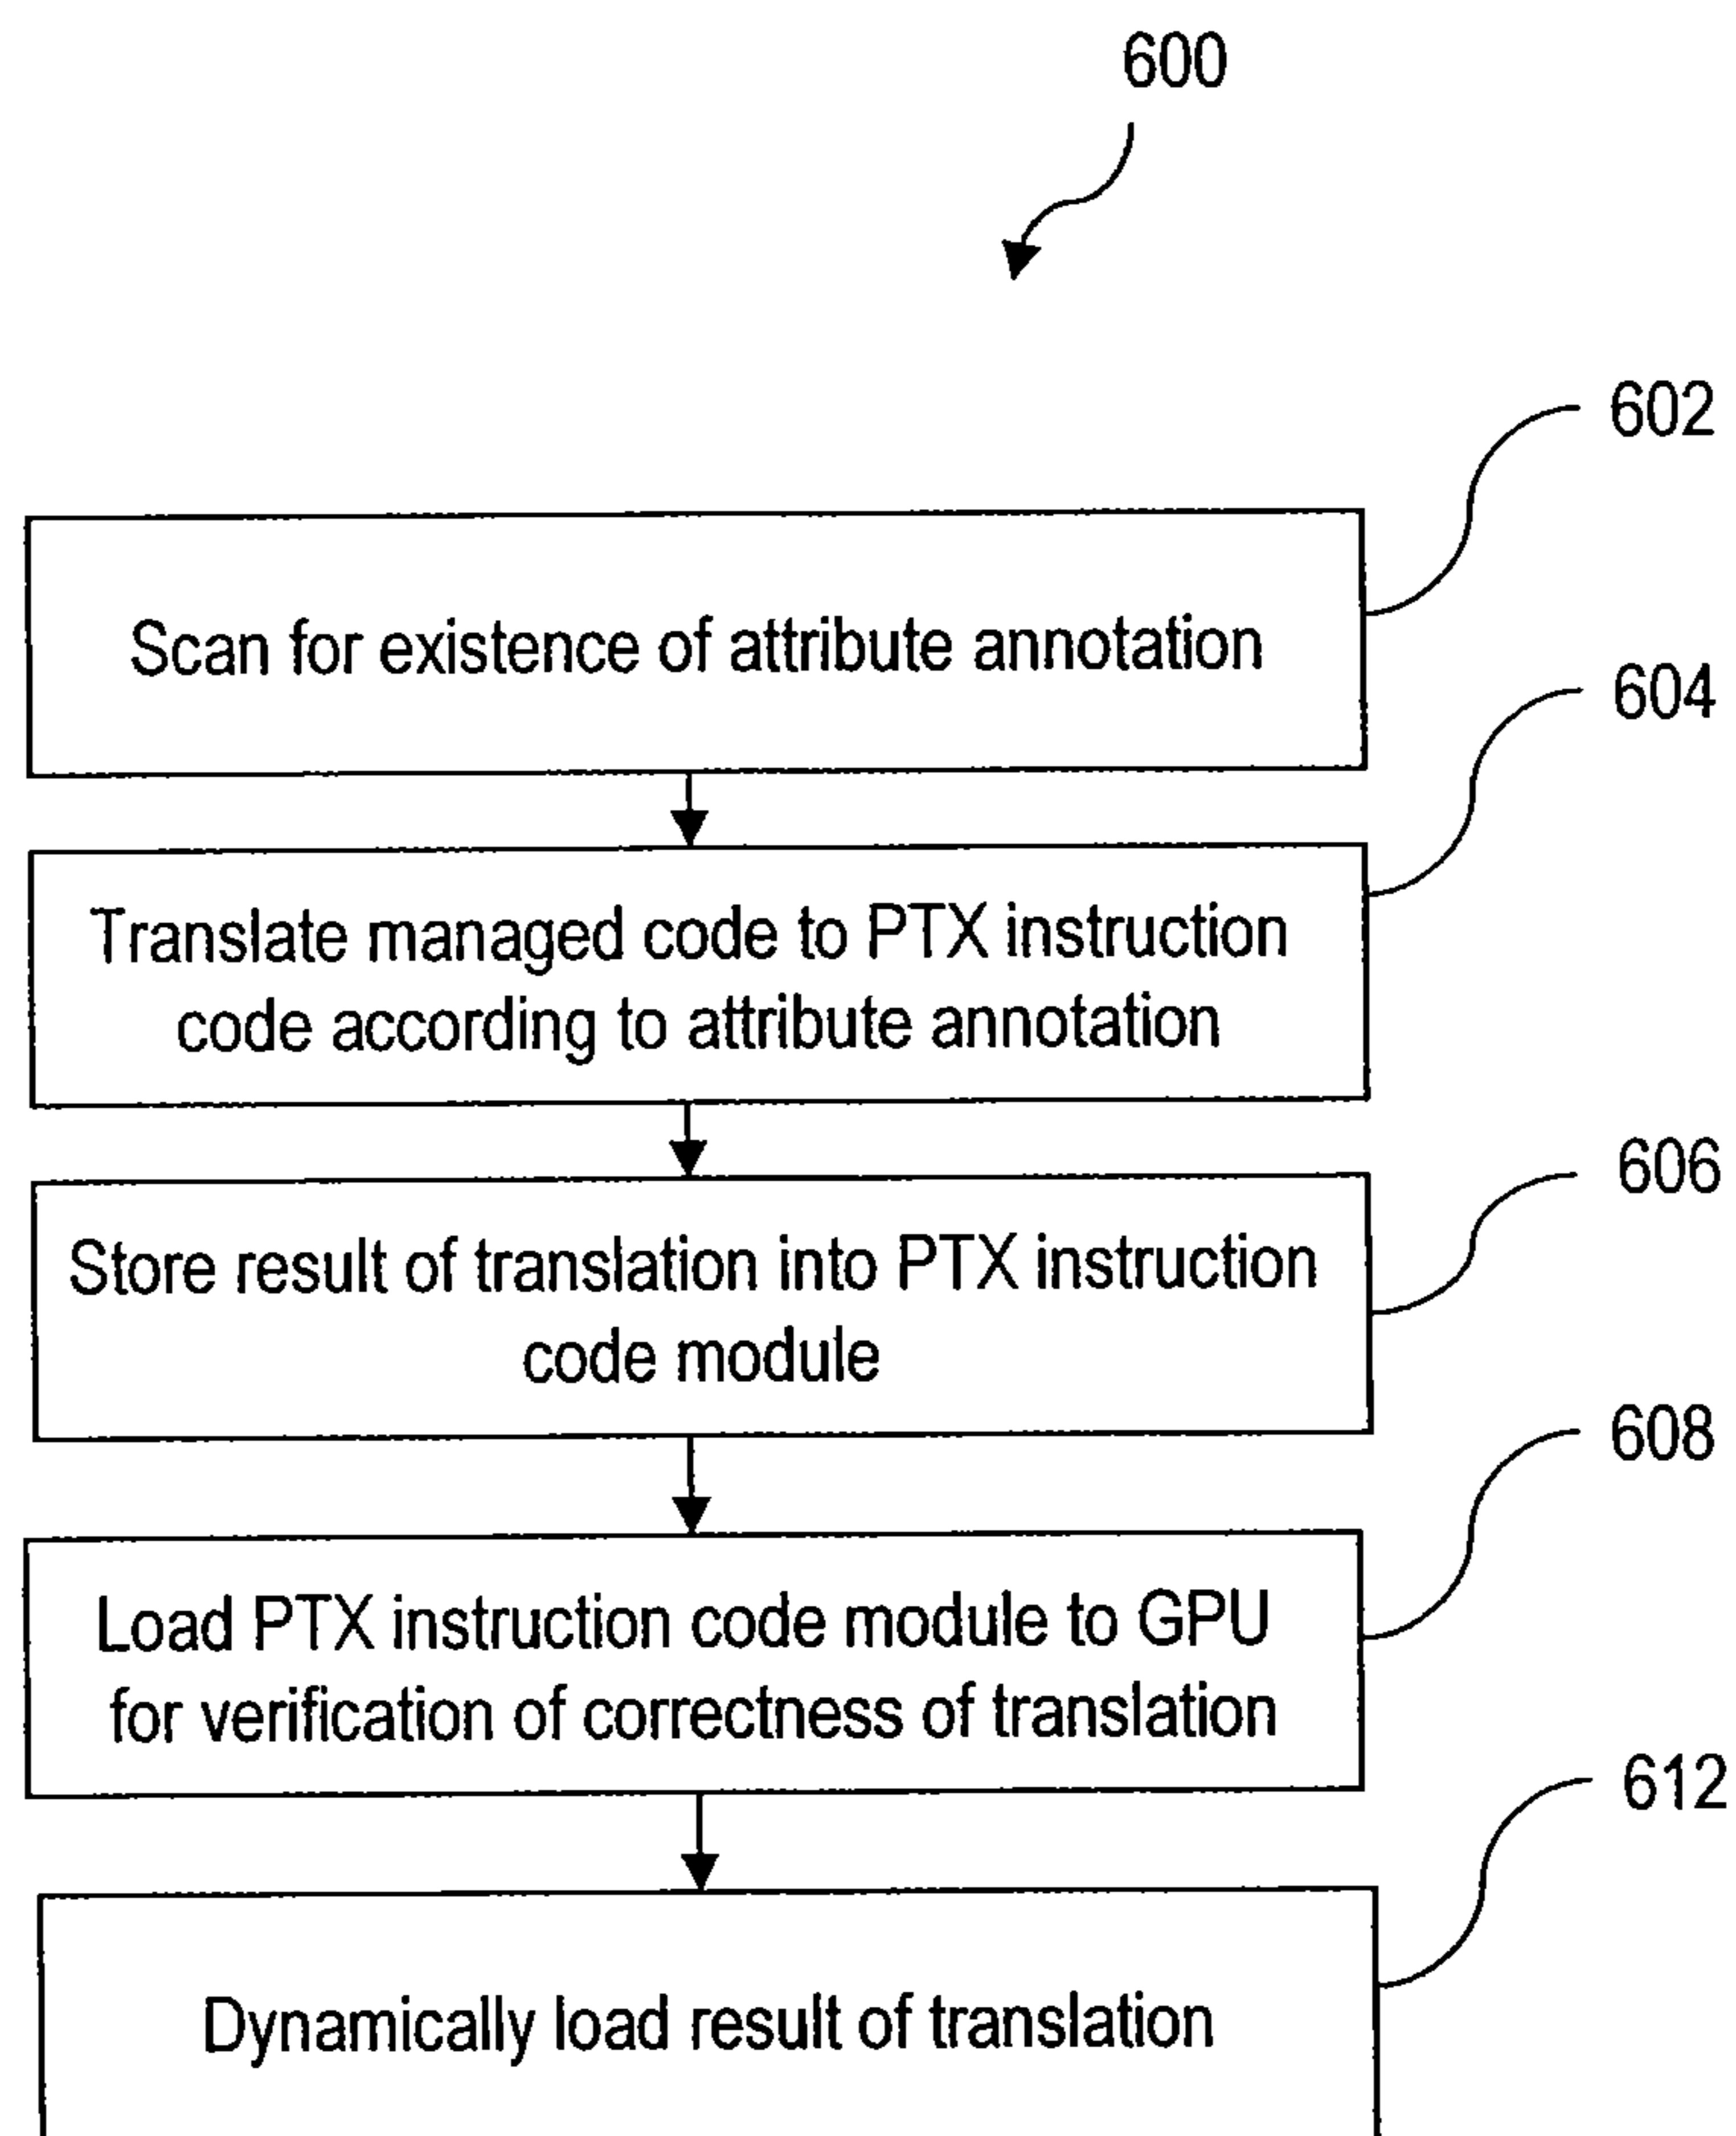 600
602
Scan for existence of attribute annotation
604
Translate managed code to PTX instruction
code according to attribute annotation
606
Store result of translation into PTX instruction
code module
608
Load PTX instruction code module to GPU
for verification of correctness of translation
612
Dynamically load result of translation